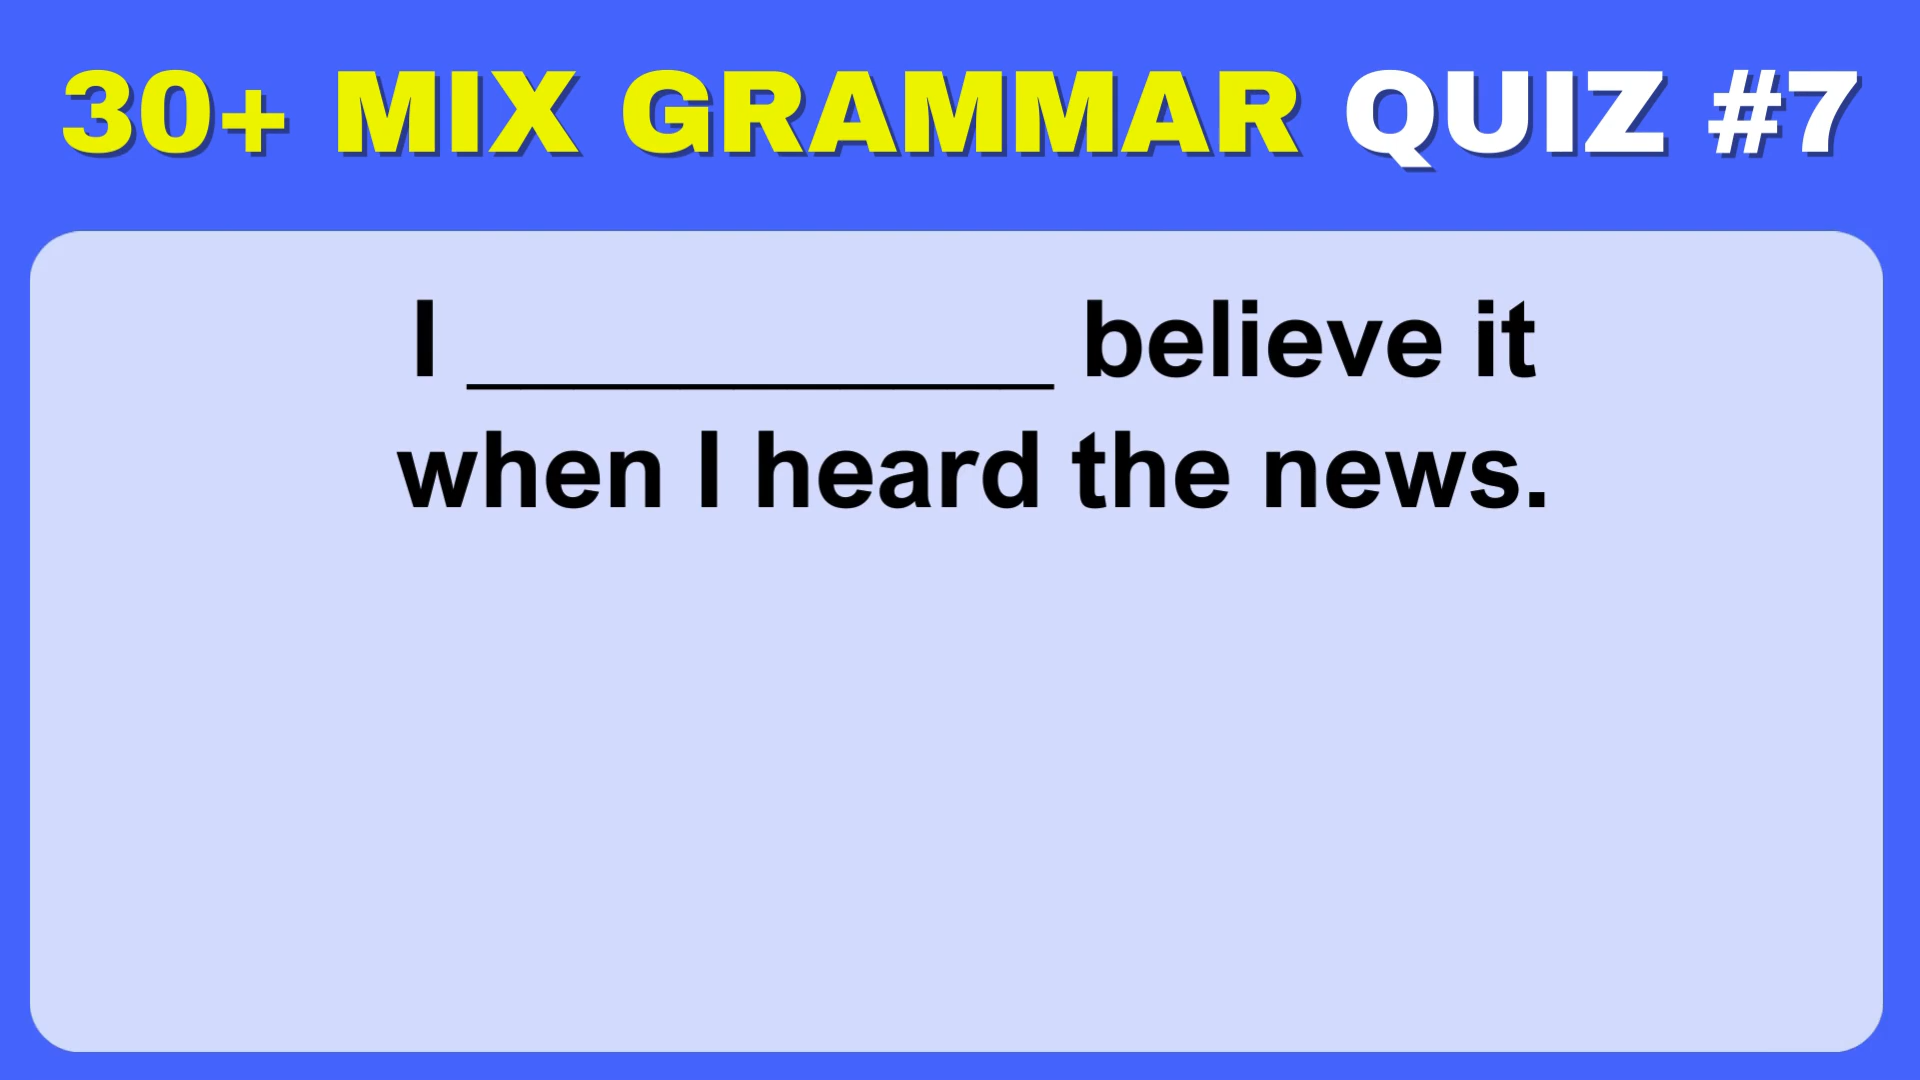 30+ MIX GRAMMAR QUIZ #7
I ___________ believe it
when I heard the news.